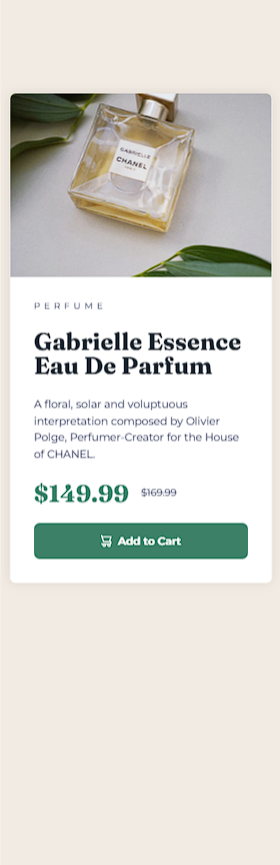 GABRIELLE
CHANEL
PARIS
PERFUME
Gabrielle Essence
Eau De Parfum
A floral, solar and voluptuous
interpretation composed by Olivier
Polge, Perfumer-Creator for the House
of CHANEL.
$149.99 $169.99
Add to Cart